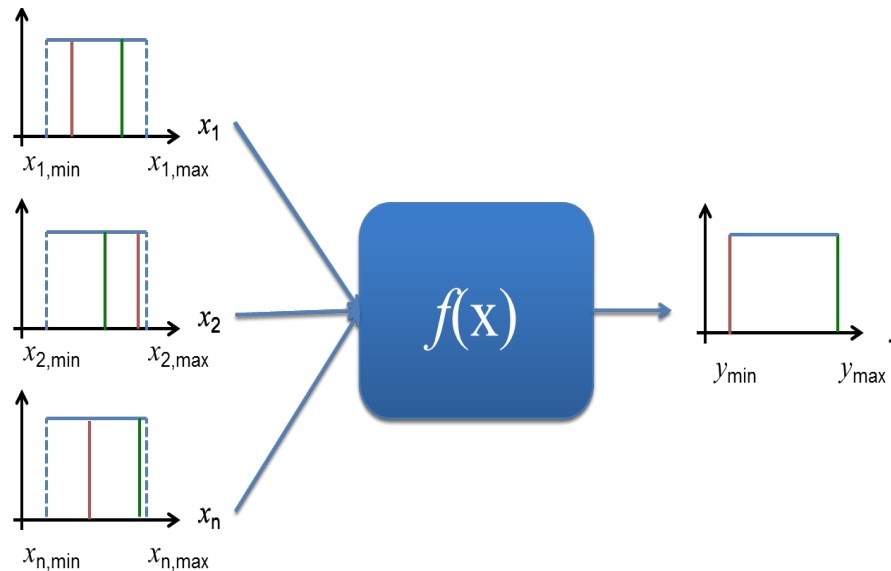 x1
x1,min x1,max
x2
x2,min x2,max
xn
xn,min xn,max
f(x)
ymin ymax
.